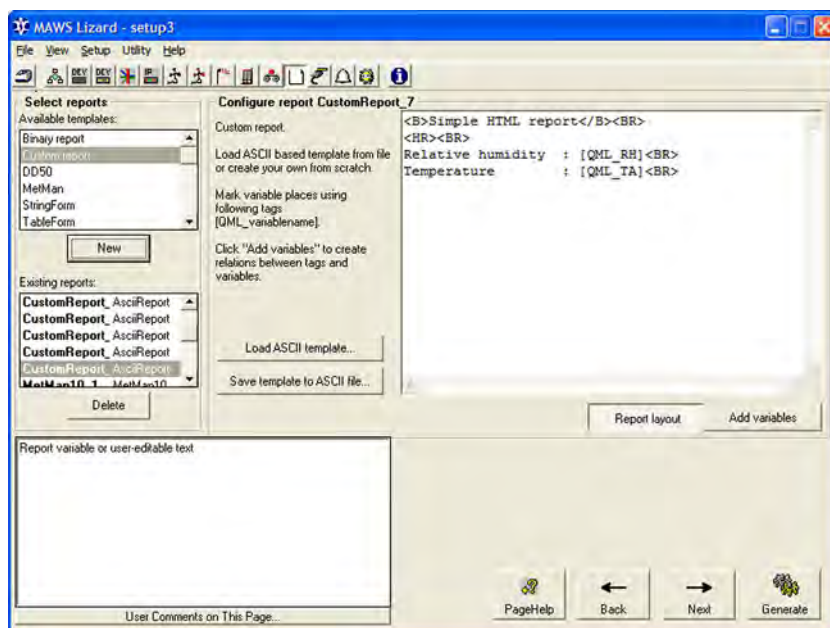 MAWS Lizard - setup3
File View Setup Utility Help
DEV DEV
Select reports
Available templates:
Binary report
Custom report
DD50
MetMan
StringForm
TableForm
New
Existing reports:
CustomReport_ AsciiReport
CustomReport_ AsciiReport
CustomReport_ AsciiReport
CustomReport_ AsciiReport
CustomReport_ AsciiReport
MetMan10_1 MetMan10
Delete
Configure report CustomReport_7
Custom report.
Load ASCII based template from file
or create your own from scratch
Mark variable places using
following tags
[QML_variablename].
Click "Add variables" to create
relations between tags and
variables.
Load ASCII template...
Save template to ASCII file...
<B>Simple HTML report</B><BR>
<HR><BR>
Relative humidity : [QML_RH]<BR>
Temperature : [QML_TA]<BR>
Report layout
Add variables
Report variable or user-editable text
User Comments on This Page...
PageHelp
Back
Next
Generate